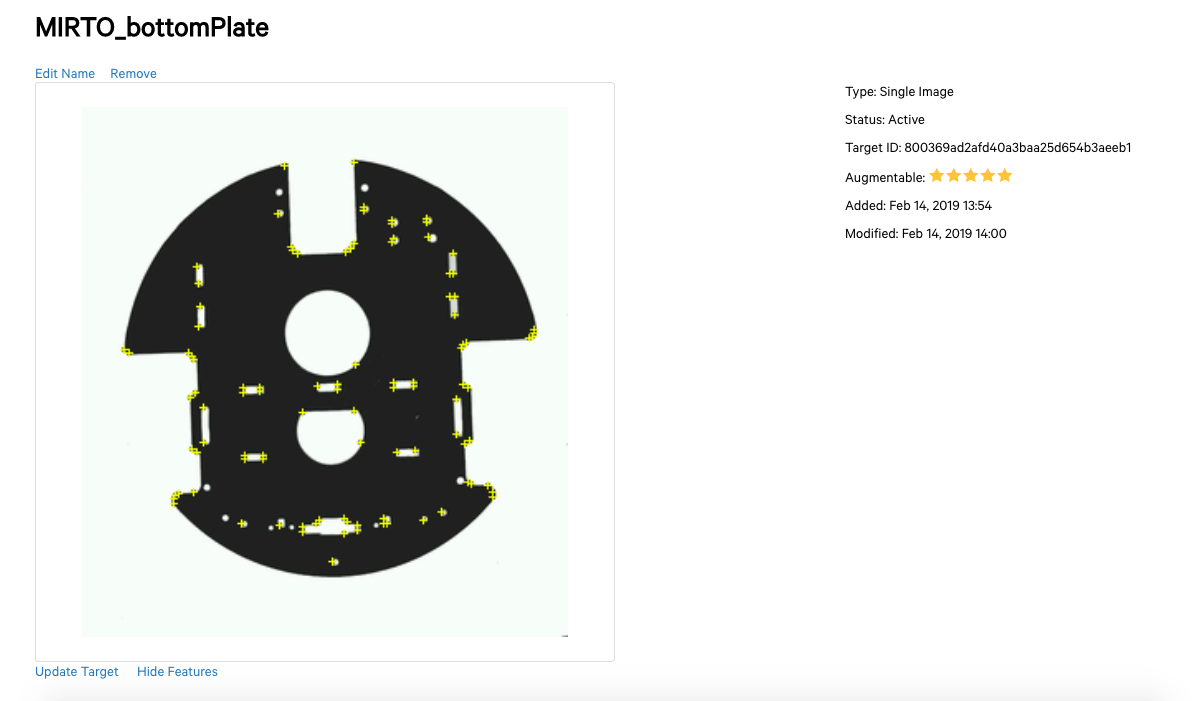 MIRTO_bottomPlate
Edit Name Remove
Type: Single Image
Status: Active
Target ID: 800369ad2afd40a3baa25d654b3aeeb1
Augmentable:
Added: Feb 14, 2019 13:54
Modified: Feb 14, 2019 14:00
Update Target Hide Features